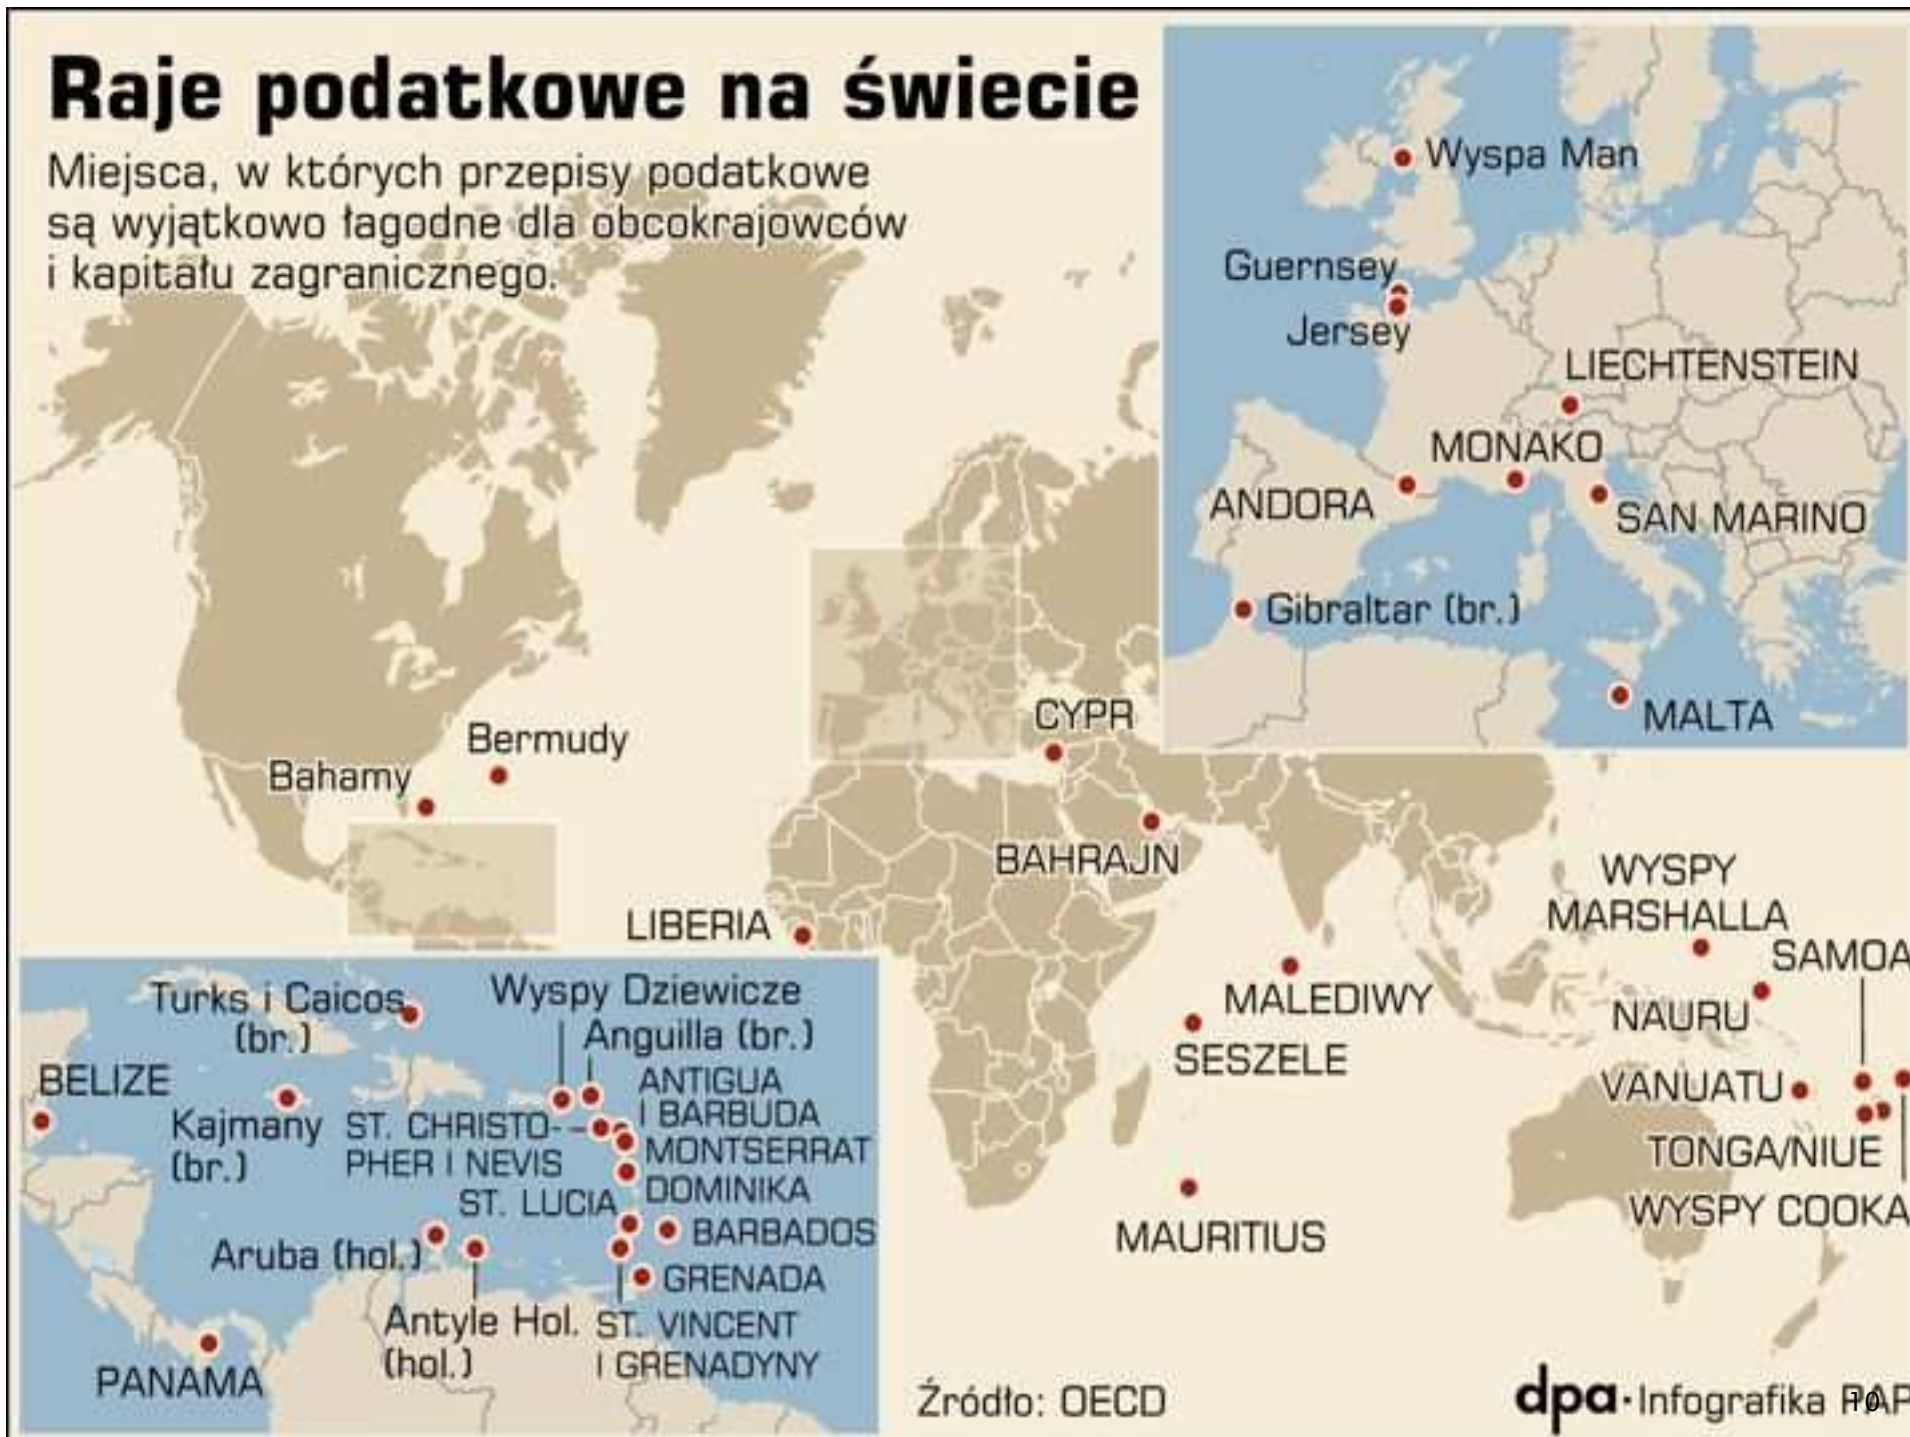 Raje podatkowe na świecie
Miejsca, w których przepisy podatkowe
są wyjątkowo łagodne dla obcokrajowców
i kapitału zagranicznego.
Wyspa Man
Guernsey
Jersey
LIECHTENSTEIN
MONAKO
ANDORA
SAN MARINO
Gibraltar (br.)
MALTA
CYPR
Bermudy
Bahamy
BAHRAJN
LIBERIA
WYSPY
MARSHALLA
SAMOA
MALEDIWY
NAURU
SESZELE
VANUATU
TONGA/NIUE
WYSPY COOKA
MAURITIUS
Turks i Caicos
(br.)
Wyspy Dziewicze
Anguilla (br.)
BELIZE
ANTIGUA
I BARBUDA
Kajmany
(br.)
ST. CHRISTO-
PHER I NEVIS
MONTSERRAT
DOMINIKA
ST. LUCIA
BARBADOS
Aruba (hol.)
GRENADA
Antyle Hol.
(hol.)
ST. VINCENT
I GRENADYNY
PANAMA
Źródło: OECD
dpa·Infografika PAP
10